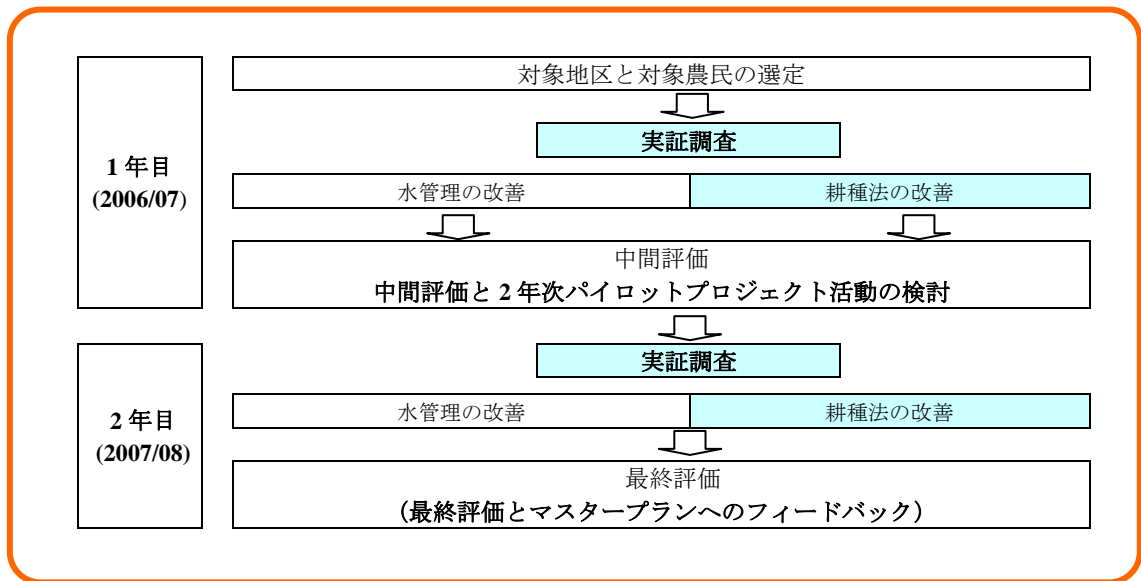 対象地区と対象農民の選定
実証調査
1 年目
(2006/07)
水管理の改善
耕種法の改善
中間評価
中間評価と 2 年次パイロットプロジェクト活動の検討
実証調査
2 年目
(2007/08)
水管理の改善
耕種法の改善
最終評価
（最終評価とマスタープランへのフィードバック）